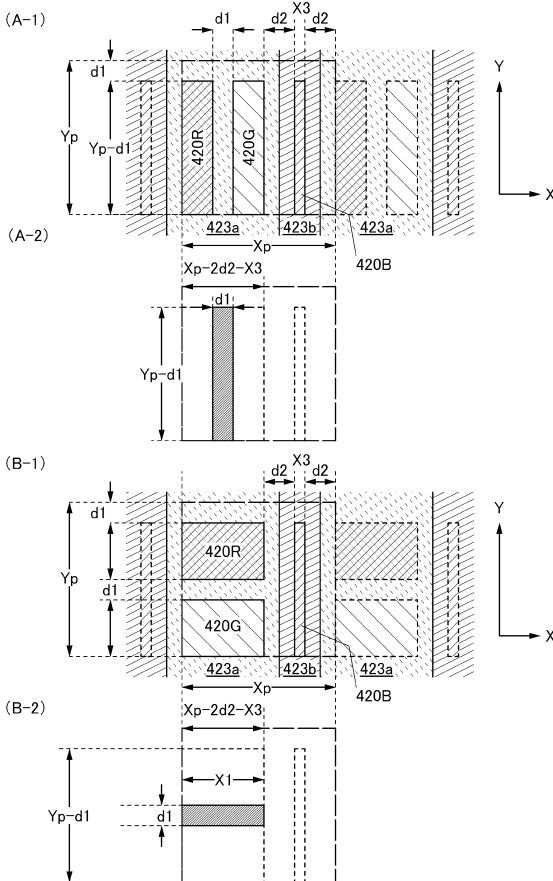 (A-1)
X3
d1
d2
d2
d1
Yp
Yp-d1
420R
420G
Y
X
423a
423b
423a
Xp
420B
(A-2)
Xp-2d2-X3
d1
Yp-d1
(B-1)
X3
d2
d2
d1
Yp
d1
420R
420G
Y
X
423a
423b
423a
Xp
420B
(B-2)
Xp-2d2-X3
X1
Yp-d1
d1